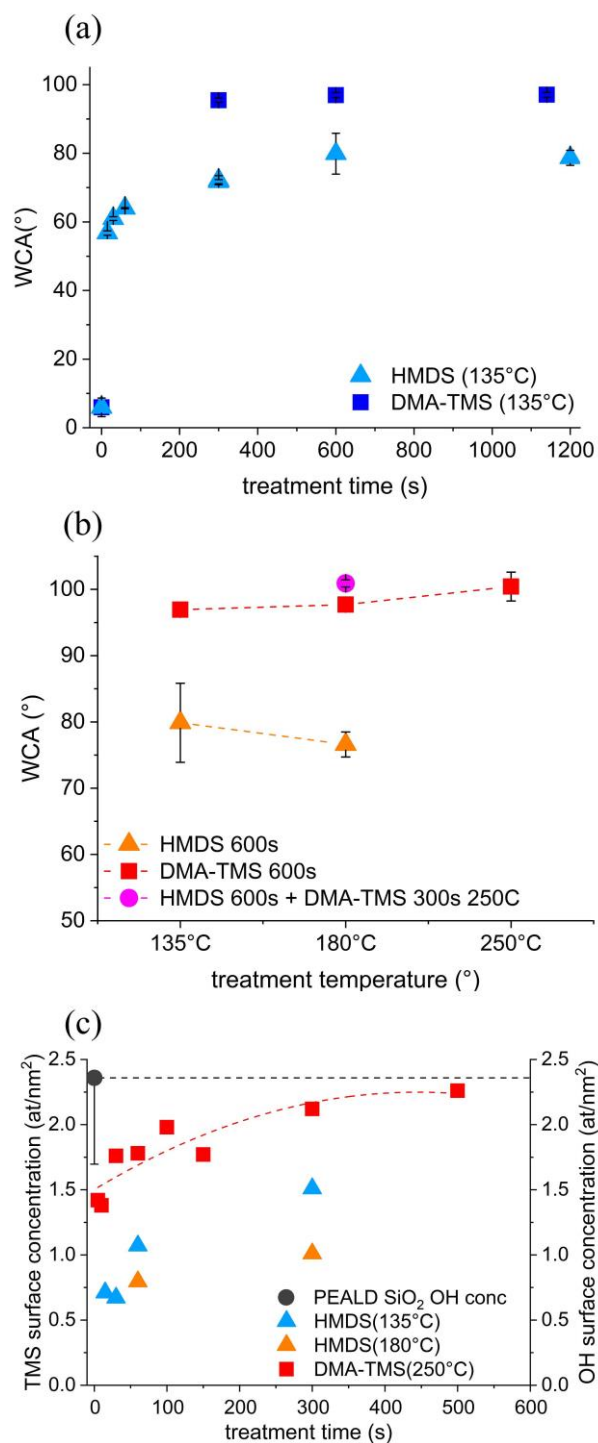 (a)
100
80
60
40
20
0
WCA(°)
HMDS (135°C)
DMA-TMS (135°C)
0 200 400 600 800 1000 1200
treatment time (s)
(b)
100
90
80
70
60
50
WCA (°)
HMDS 600s
DMA-TMS 600s
HMDS 600s + DMA-TMS 300s 250C
135°C 180°C 250°C
treatment temperature (°)
(c)
2.5 2.5
2.0 2.0
1.5 1.5
1.0 1.0
0.5 0.5
0.0 0.0
TMS surface concentration (at/nm²)
OH surface concentration (at/nm²)
PEALD SiO₂ OH conc
HMDS(135°C)
HMDS(180°C)
DMA-TMS(250°C)
0 100 200 300 400 500 600
treatment time (s)